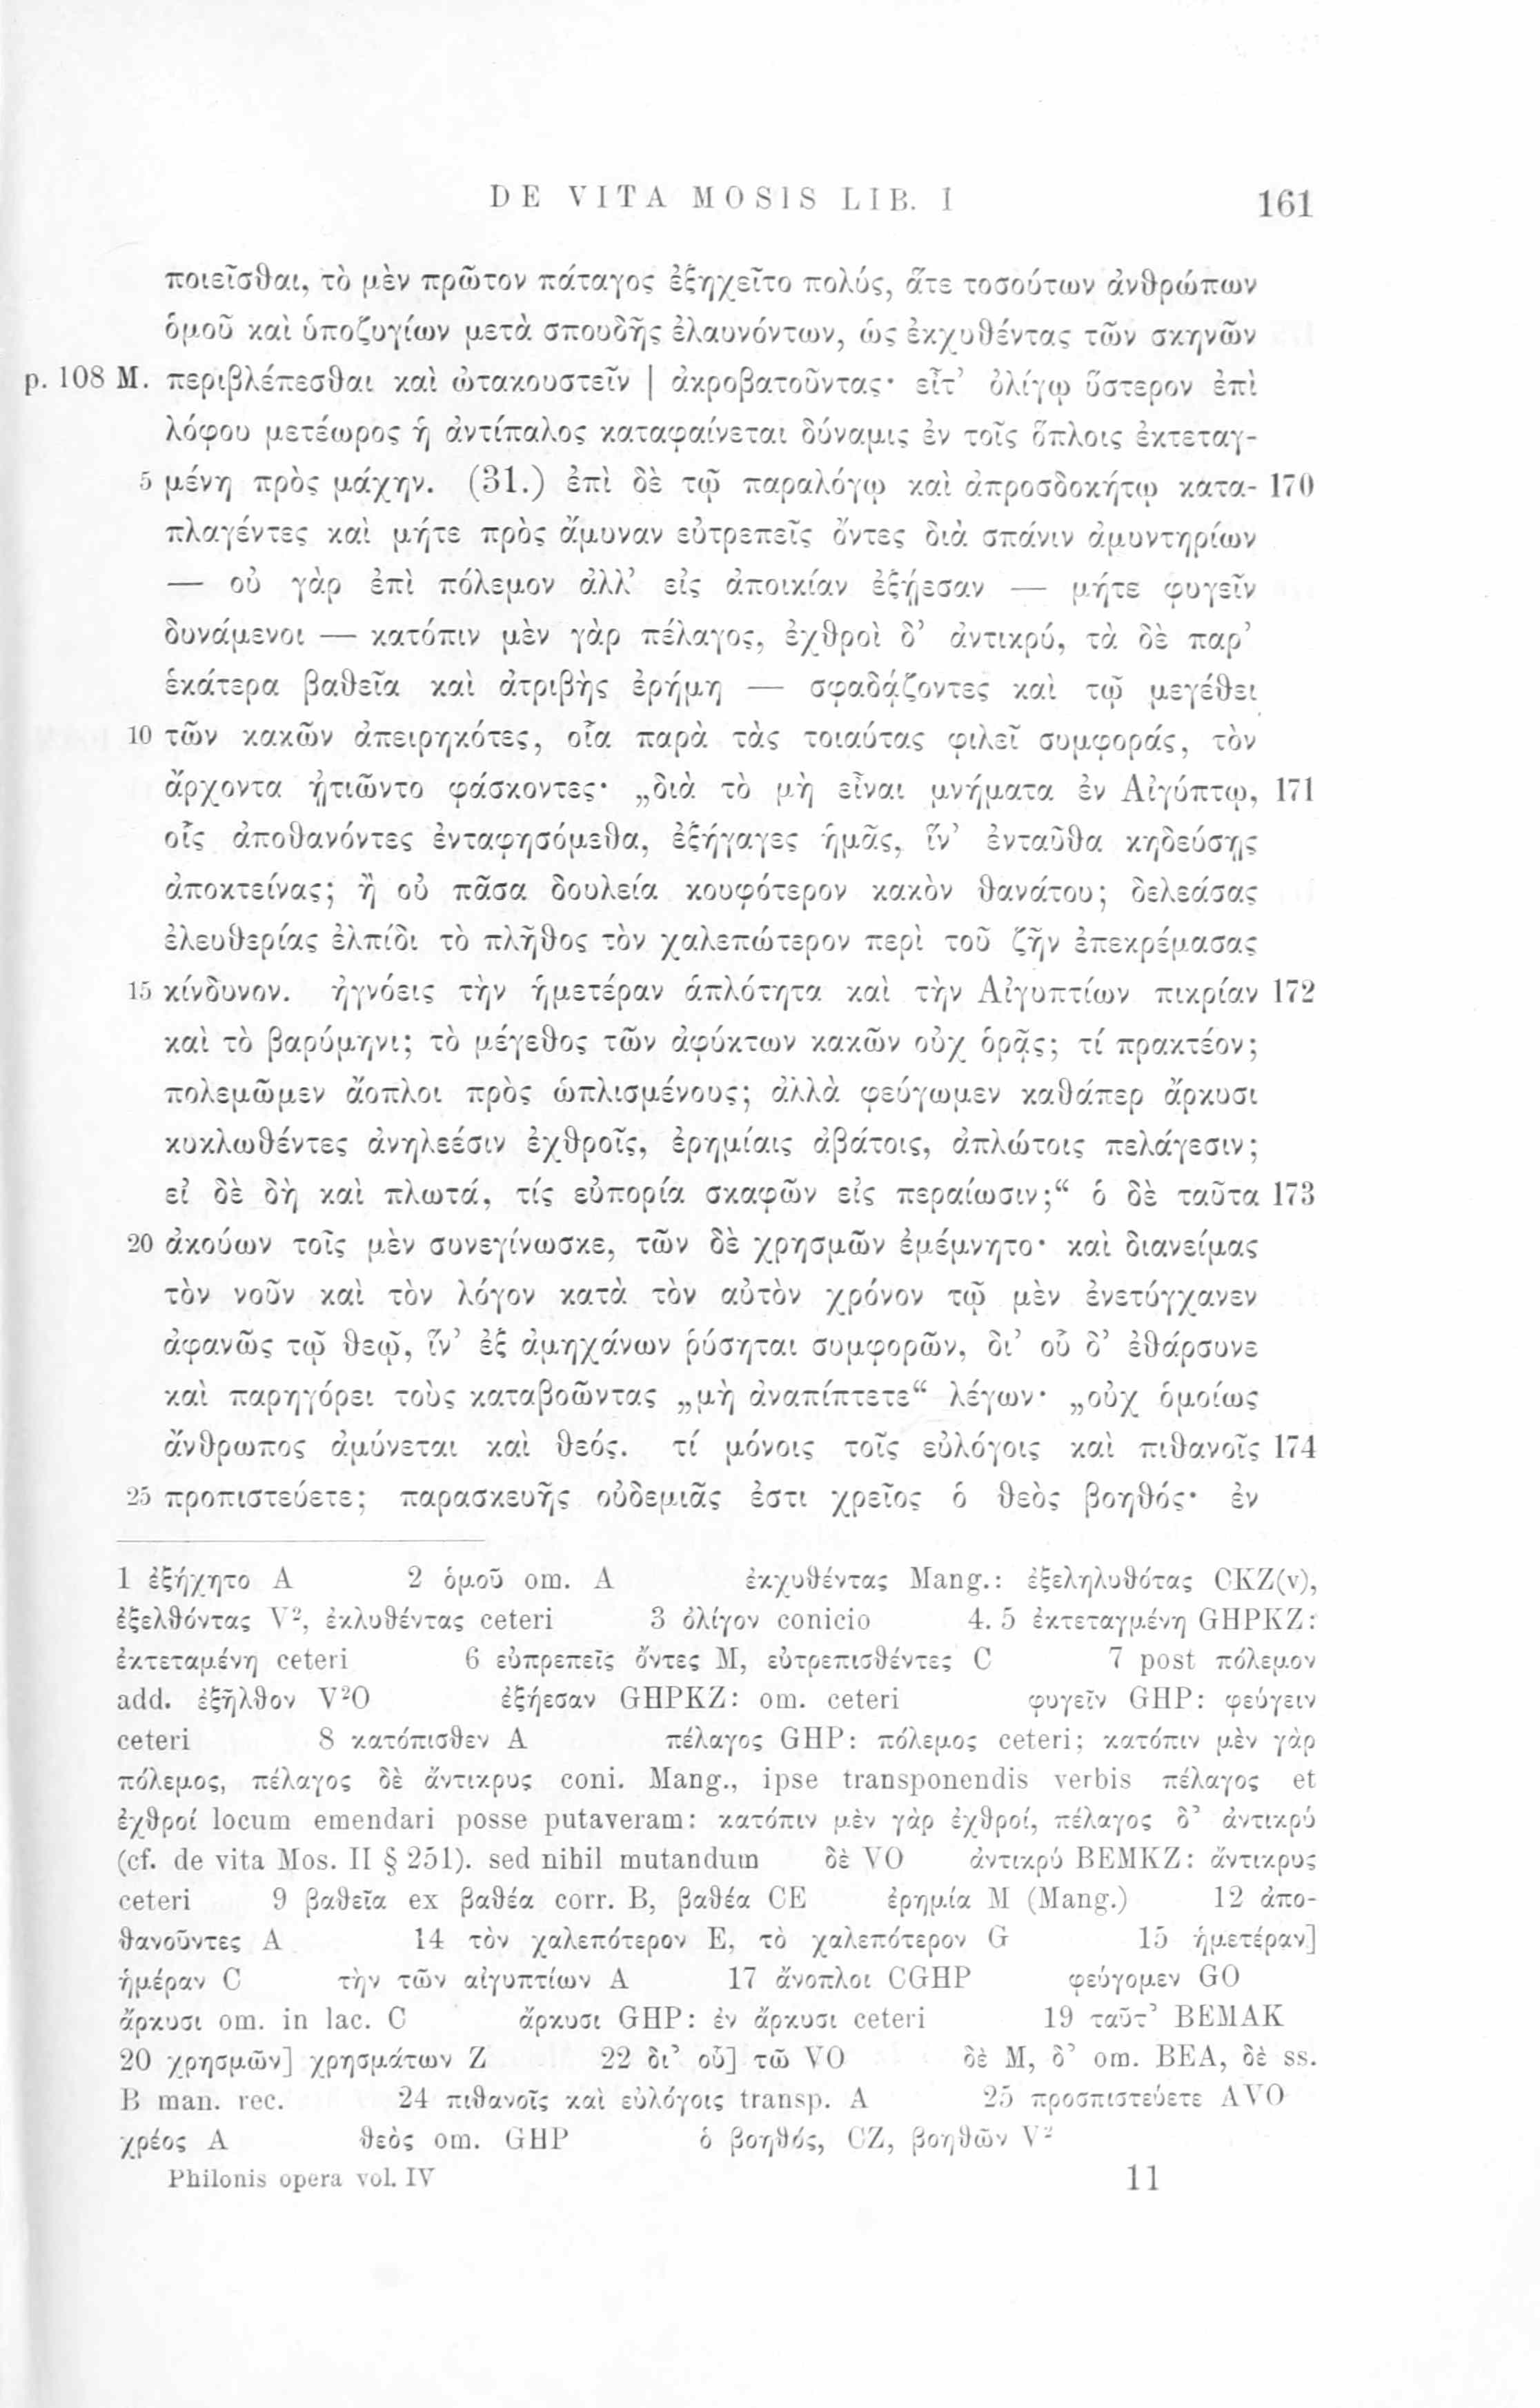 DE VITA MOSIS LIB. I 161
ποιεῖσθαι, τὸ μὲν πρῶτον πάταγος ἐξηχεῖτο πολύς, ἅτε τοσούτων ἀνθρώπων
ὁμοῦ καὶ ὑποζυγίων μετὰ σπουδῆς ἐλαυνόντων, ὡς ἐκχυθέντας τῶν σκηνῶν
p. 108 M. περιβλέπεσθαι καὶ ὠτακουστεῖν | ἀκροβατοῦντας· εἶτ’ ὀλίγῳ ὕστερον ἐπὶ
λόφου μετέωρος ἡ ἀντίπαλος καταφαίνεται δύναμις ἐν τοῖς ὅπλοις ἐκτεταγ-
5 μένη πρὸς μάχην. (31.) ἐπὶ δὲ τῷ παραλόγῳ καὶ ἀπροσδοκήτῳ κατα- 170
πλαγέντες καὶ μήτε πρὸς ἄμυναν εὐτρεπεῖς ὄντες διὰ σπάνιν ἀμυντηρίων
— οὐ γὰρ ἐπὶ πόλεμον ἀλλ’ εἰς ἀποικίαν ἐξῄεσαν — μήτε φυγεῖν
δυνάμενοι — κατόπιν μὲν γὰρ πέλαγος, ἐχθροὶ δ’ ἀντικρύ, τὰ δὲ παρ’
ἑκάτερα βαθεῖα καὶ ἀτριβὴς ἐρήμη — σφαδᾴζοντες καὶ τῷ μεγέθει
10 τῶν κακῶν ἀπειρηκότες, οἷα παρὰ τὰς τοιαύτας φιλεῖ συμφοράς, τὸν
ἄρχοντα ᾐτιῶντο φάσκοντες· „διὰ τὸ μὴ εἶναι μνήματα ἐν Αἰγύπτῳ, 171
οἷς ἀποθανόντες ἐνταφησόμεθα, ἐξήγαγες ἡμᾶς, ἵν’ ἐνταῦθα κηδεύσῃς
ἀποκτείνας; ἢ οὐ πᾶσα δουλεία κουφότερον κακὸν θανάτου; δελεάσας
ἐλευθερίας ἐλπίδι τὸ πλῆθος τὸν χαλεπώτερον περὶ τοῦ ζῆν ἐπεκρέμασας
15 κίνδυνον. ἠγνόεις τὴν ἡμετέραν ἁπλότητα καὶ τὴν Αἰγυπτίων πικρίαν 172
καὶ τὸ βαρύμηνι; τὸ μέγεθος τῶν ἀφύκτων κακῶν οὐχ ὁρᾷς; τί πρακτέον;
πολεμῶμεν ἄοπλοι πρὸς ὡπλισμένους; ἀλλὰ φεύγωμεν καθάπερ ἄρκυσι
κυκλωθέντες ἀνηλεέσιν ἐχθροῖς, ἐρημίαις ἀβάτοις, ἀπλώτοις πελάγεσιν;
εἰ δὲ δὴ καὶ πλωτά, τίς εὐπορία σκαφῶν εἰς περαίωσιν;“ ὁ δὲ ταῦτα 173
20 ἀκούων τοῖς μὲν συνεγίνωσκε, τῶν δὲ χρησμῶν ἐμέμνητο· καὶ διανείμας
τὸν νοῦν καὶ τὸν λόγον κατὰ τὸν αὐτὸν χρόνον τῷ μὲν ἐνετύγχανεν
ἀφανῶς τῷ θεῷ, ἵν’ ἐξ ἀμηχάνων ῥύσηται συμφορῶν, δι’ οὗ δ’ ἐθάρσυνε
καὶ παρηγόρει τοὺς καταβοῶντας „μὴ ἀναπίπτετε“ λέγων· „οὐχ ὁμοίως
ἄνθρωπος ἀμύνεται καὶ θεός. τί μόνοις τοῖς εὐλόγοις καὶ πιθανοῖς 174
25 προπιστεύετε; παρασκευῆς οὐδεμιᾶς ἐστι χρεῖος ὁ θεὸς βοηθός· ἐν
1 ἐξήχητο A 2 ὁμοῦ om. A ἐκχυθέντας Mang.: ἐξεληλυθότας CKZ(v),
ἐξελθόντας V², ἐκλυθέντας ceteri 3 ὀλίγον conicio 4. 5 ἐκτεταγμένη GHPKZ:
ἐκτεταμένη ceteri 6 εὐπρεπεῖς ὄντες M, εὐτρεπισθέντες C 7 post πόλεμον
add. ἐξῆλθον V²O ἐξῄεσαν GHPKZ: om. ceteri φυγεῖν GHP: φεύγειν
ceteri 8 κατόπισθεν A πέλαγος GHP: πόλεμος ceteri; κατόπιν μὲν γὰρ
πόλεμος, πέλαγος δὲ ἄντικρυς coni. Mang., ipse transponendis verbis πέλαγος et
ἐχθροί locum emendari posse putaveram: κατόπιν μὲν γὰρ ἐχθροί, πέλαγος δ’ ἀντικρύ
(cf. de vita Mos. II § 251). sed nihil mutandum δὲ VO ἀντικρύ BEMKZ: ἄντικρυς
ceteri 9 βαθεῖα ex βαθέα corr. B, βαθέα CE ἐρημία M (Mang.) 12 ἀπο-
θανοῦντες A 14 τὸν χαλεπότερον E, τὸ χαλεπότερον G 15 ἡμετέραν]
ἡμέραν C τὴν τῶν αἰγυπτίων A 17 ἄνοπλοι CGHP φεύγομεν GO
ἄρκυσι om. in lac. C ἄρκυσι GHP: ἐν ἄρκυσι ceteri 19 ταῦτ’ BEMAK
20 χρησμῶν] χρησμάτων Z 22 δι’ οὗ] τῶ VO δὲ M, δ’ om. BEA, δὲ ss.
B man. rec. 24 πιθανοῖς καὶ εὐλόγοις transp. A 25 προσπιστεύετε AVO
χρέος A θεὸς om. GHP ὁ βοηθός, CZ, βοηθῶν V²
Philonis opera vol. IV 11